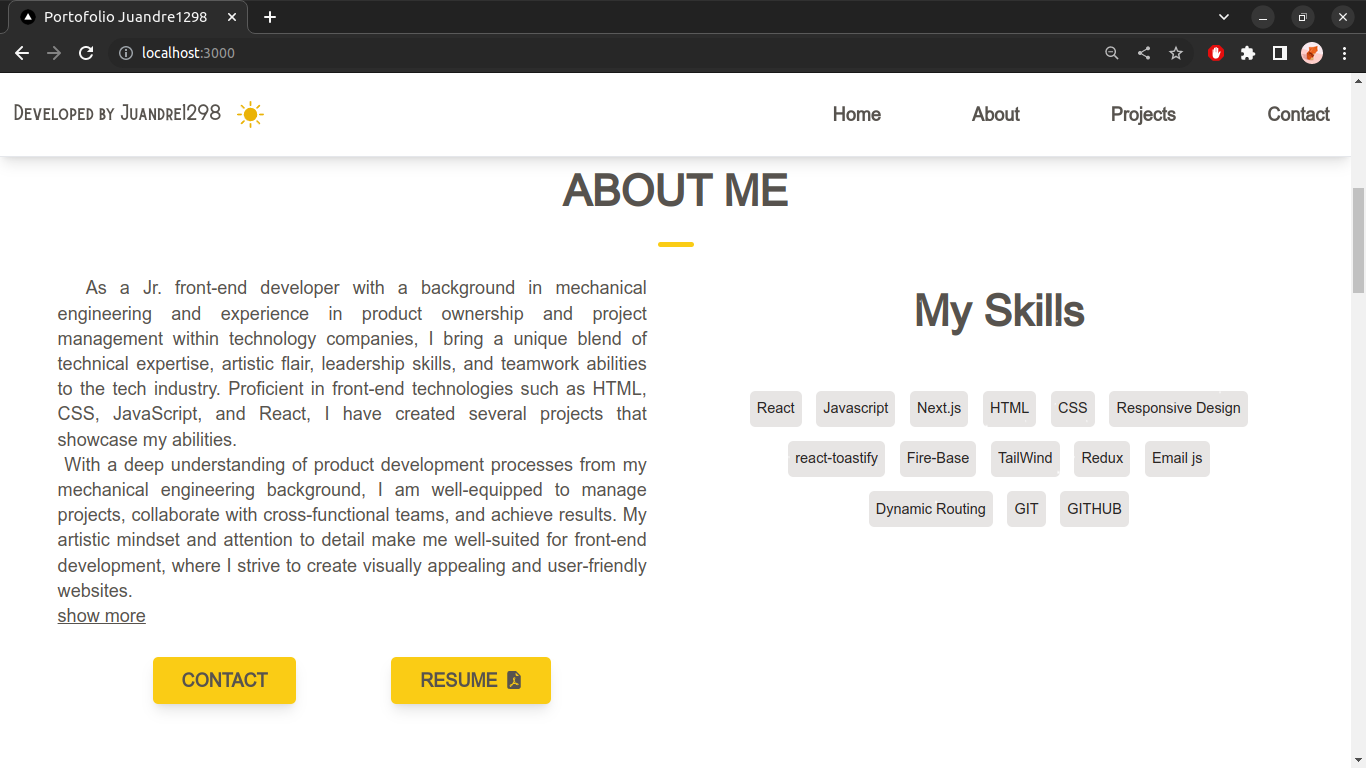 Portofolio Juandre1298
localhost:3000
Developed by Juandre1298
Home
About
Projects
Contact
ABOUT ME
As a Jr. front-end developer with a background in mechanical
engineering and experience in product ownership and project
management within technology companies, I bring a unique blend of
technical expertise, artistic flair, leadership skills, and teamwork abilities
to the tech industry. Proficient in front-end technologies such as HTML,
CSS, JavaScript, and React, I have created several projects that
showcase my abilities.
With a deep understanding of product development processes from my
mechanical engineering background, I am well-equipped to manage
projects, collaborate with cross-functional teams, and achieve results. My
artistic mindset and attention to detail make me well-suited for front-end
development, where I strive to create visually appealing and user-friendly
websites.
show more
CONTACT
RESUME
My Skills
React Javascript Next.js HTML CSS Responsive Design
react-toastify Fire-Base TailWind Redux Email js
Dynamic Routing GIT GITHUB